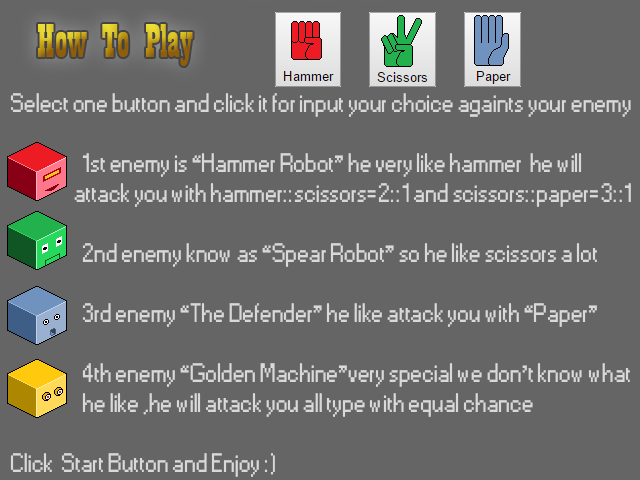 How To Play
Hammer
Scissors
Paper
Select one button and click it for input your choice againts your enemy
1st enemy is “Hammer Robot” he very like hammer he will
attack you with hammer::scissors=2::1 and scissors::paper=3::1
2nd enemy know as “Spear Robot” so he like scissors a lot
3rd enemy “The Defender” he like attack you with “Paper”
4th enemy “Golden Machine”very special we don't know what
he like ,he will attack you all type with equal chance
Click Start Button and Enjoy :)